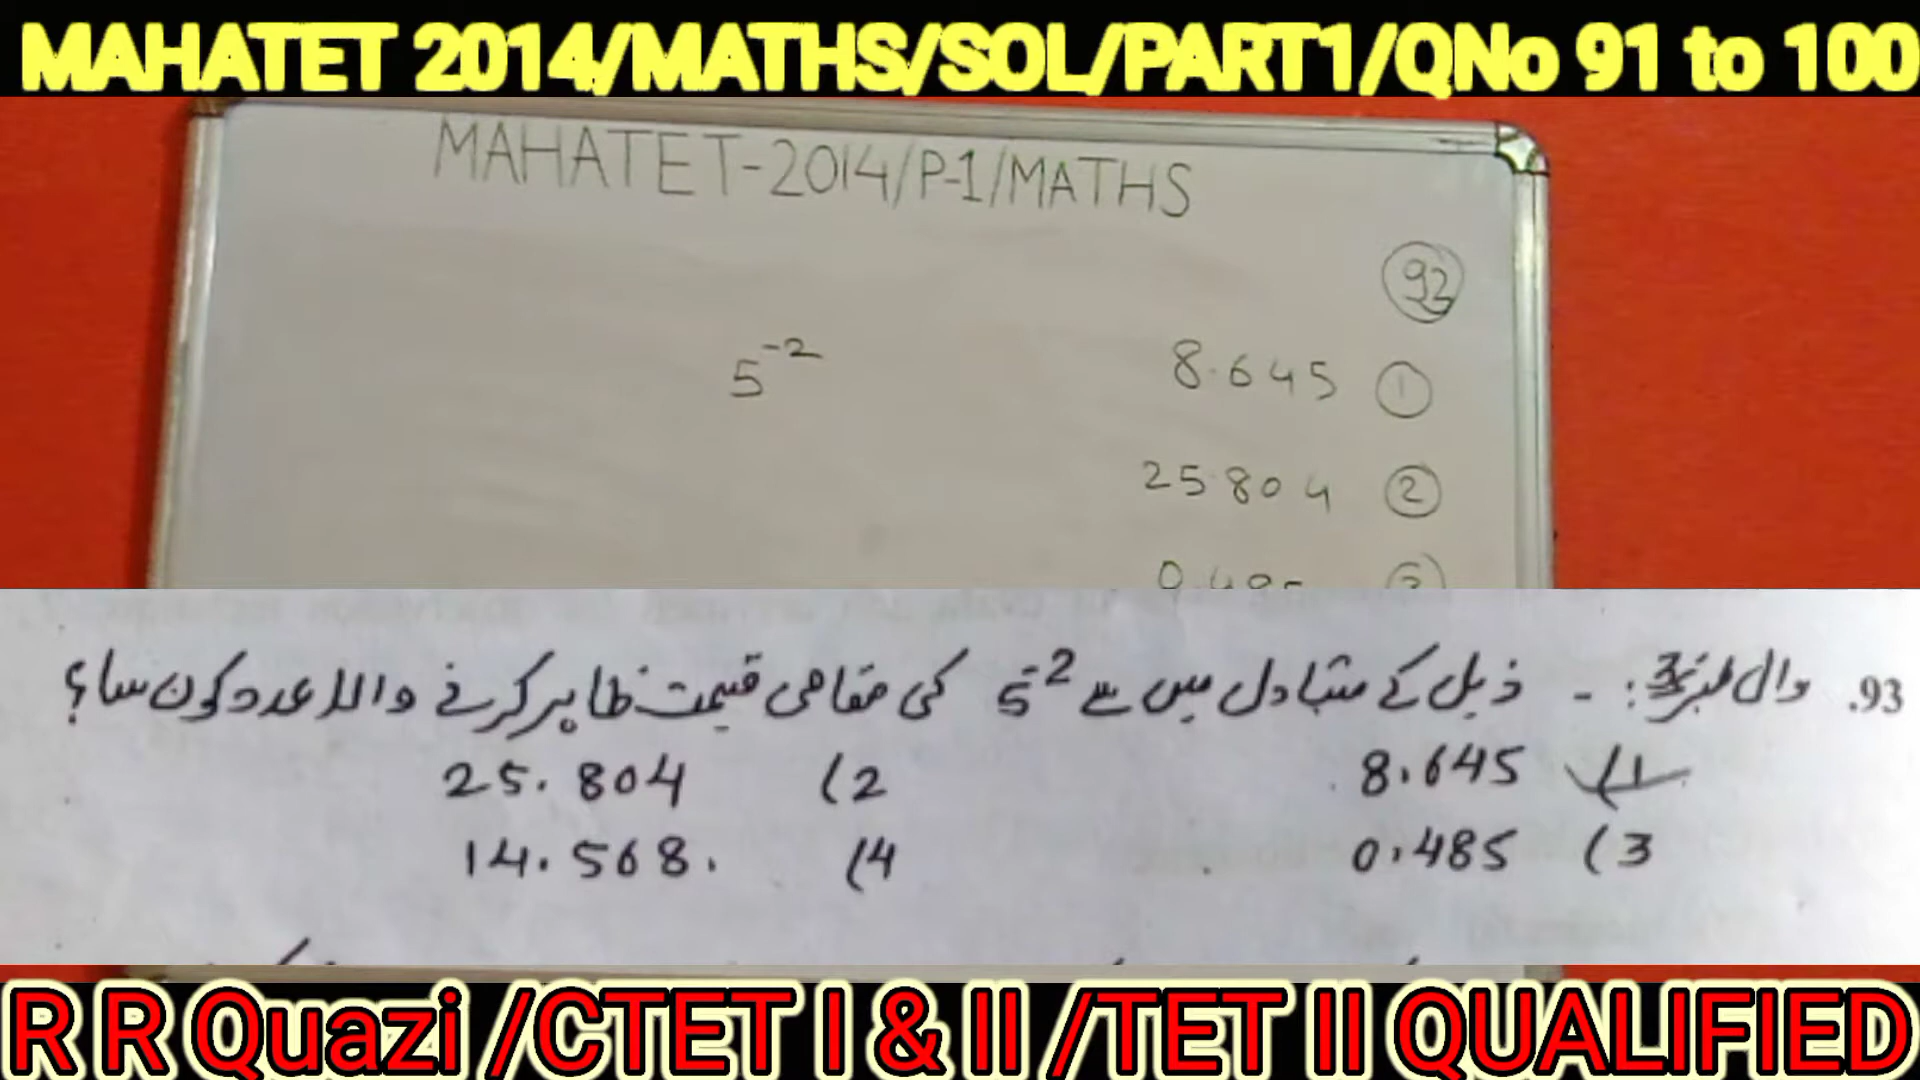 MAHATET 2014/MATHS/SOL/PART1/QNo 91 to 100
MAHATET-2014/P-1/MATHS
93
5⁻²
8.645 ①
25.804 ②
93. سوال نمبر 3: - ذیل کے متبادل میں سے 5⁻² کی مقامی قیمت ظاہر کرنے والا عدد کون سا؟
1) 8.645 2) 25.804
3) 0.485 4) 14.568.
R R Quazi /CTET I & II /TET II QUALIFIED